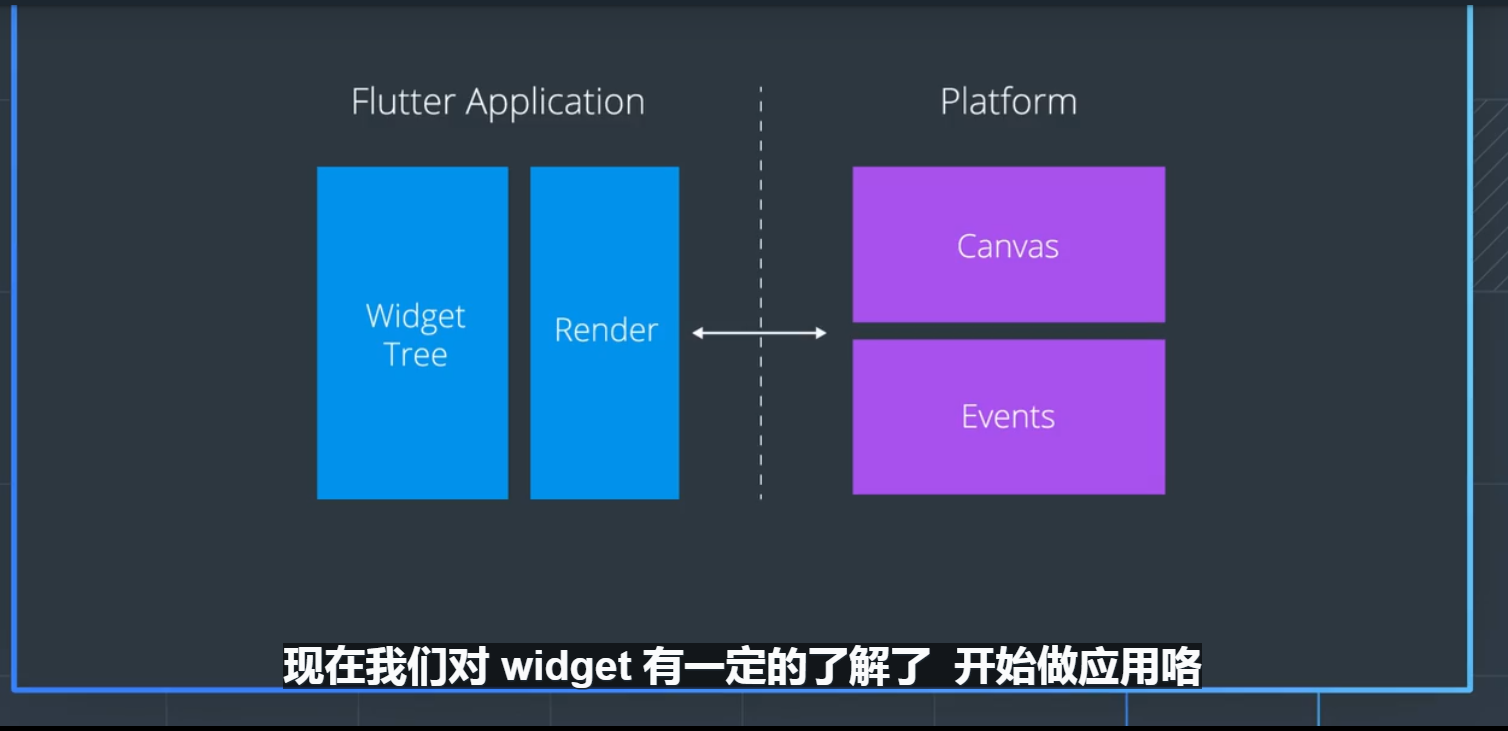 Flutter Application
Platform
Widget
Tree
Render
Canvas
Events
现在我们对 widget 有一定的了解了 开始做应用咯